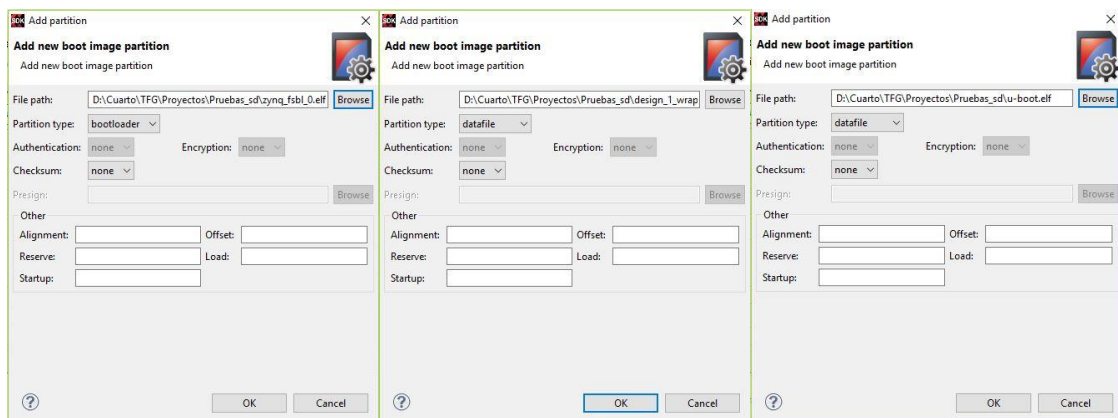 SDK Add partition
Add new boot image partition
Add new boot image partition
File path: D:\Cuarto\TFG\Proyectos\Pruebas_sd\zynq_fsbl_0.elf Browse
Partition type: bootloader
Authentication: none Encryption: none
Checksum: none
Presign: Browse
Other
Alignment: Offset:
Reserve: Load:
Startup:
? OK Cancel
SDK Add partition
Add new boot image partition
Add new boot image partition
File path: D:\Cuarto\TFG\Proyectos\Pruebas_sd\design_1_wrap Browse
Partition type: datafile
Authentication: none Encryption: none
Checksum: none
Presign: Browse
Other
Alignment: Offset:
Reserve: Load:
Startup:
? OK Cancel
SDK Add partition
Add new boot image partition
Add new boot image partition
File path: D:\Cuarto\TFG\Proyectos\Pruebas_sd\u-boot.elf Browse
Partition type: datafile
Authentication: none Encryption: none
Checksum: none
Presign: Browse
Other
Alignment: Offset:
Reserve: Load:
Startup:
? OK Cancel